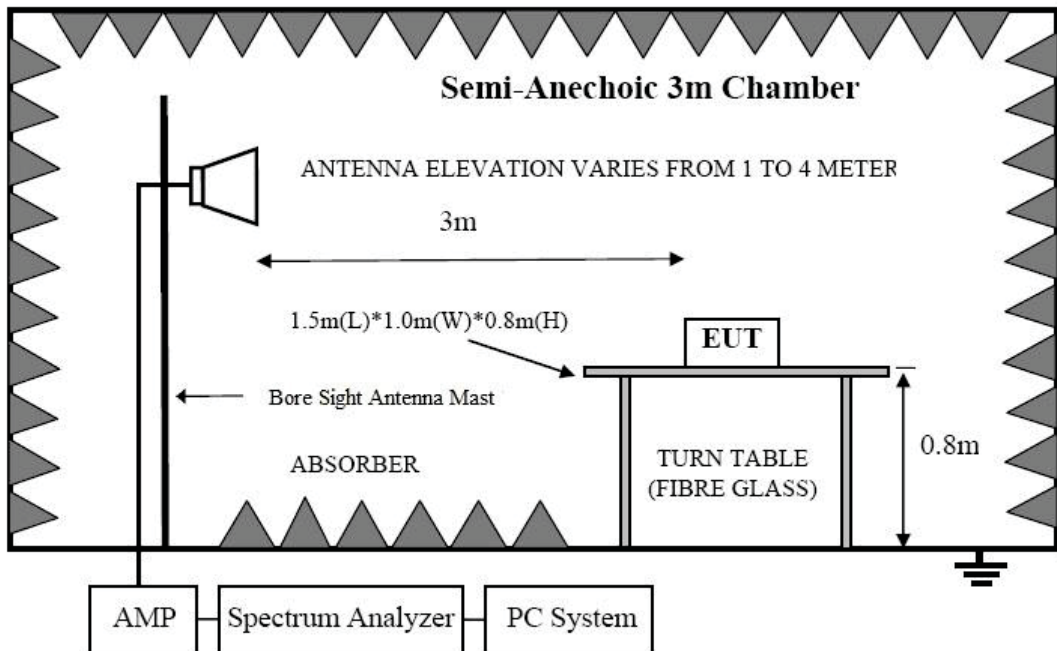 Semi-Anechoic 3m Chamber
ANTENNA ELEVATION VARIES FROM 1 TO 4 METER
3m
1.5m(L)*1.0m(W)*0.8m(H)
EUT
Bore Sight Antenna Mast
0.8m
ABSORBER
TURN TABLE
(FIBRE GLASS)
AMP
Spectrum Analyzer
PC System